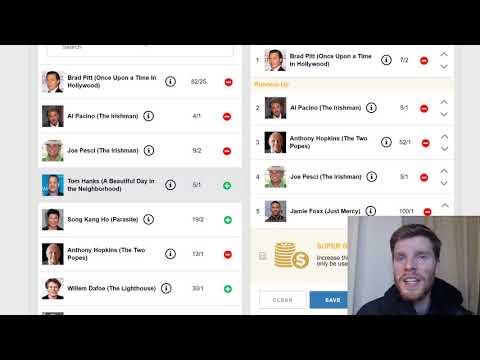 Search
Brad Pitt (Once Upon a Time in
Hollywood)
82/25
Al Pacino (The Irishman)
4/1
Joe Pesci (The Irishman)
9/2
Tom Hanks (A Beautiful Day in
the Neighborhood)
5/1
Song Kang Ho (Parasite)
19/2
Anthony Hopkins (The Two
Popes)
13/1
Willem Dafoe (The Lighthouse)
30/1
1
Brad Pitt (Once Upon a Time in
Hollywood)
7/2
Runners-Up
2
Al Pacino (The Irishman)
5/1
3
Anthony Hopkins (The Two
Popes)
52/1
4
Joe Pesci (The Irishman)
5/1
5
Jamie Foxx (Just Mercy)
100/1
SUPER
Increase
only be use
CLEAR
SAVE